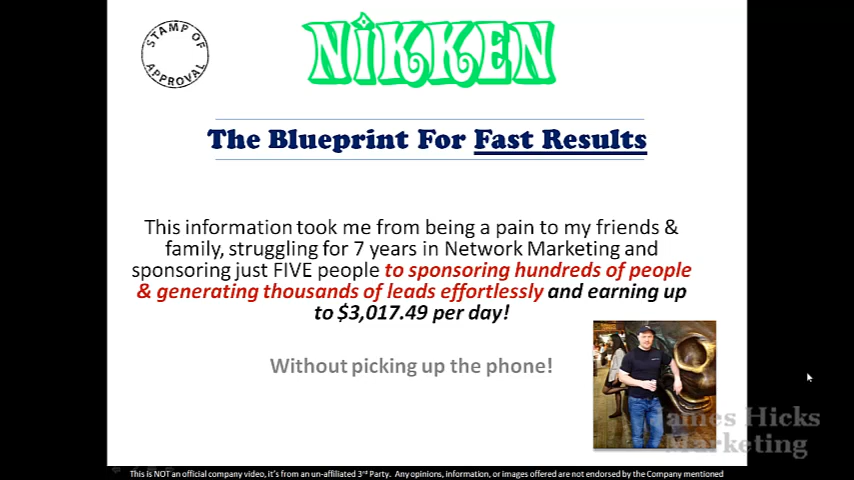 STAMP OF
APPROVAL
NIKKEN
The Blueprint For Fast Results
This information took me from being a pain to my friends &
family, struggling for 7 years in Network Marketing and
sponsoring just FIVE people to sponsoring hundreds of people
& generating thousands of leads effortlessly and earning up
to $3,017.49 per day!
Without picking up the phone!
James Hicks
Marketing
This is NOT an official company video, it's from an un-affiliated 3rd Party. Any opinions, information, or images offered are not endorsed by the Company mentioned